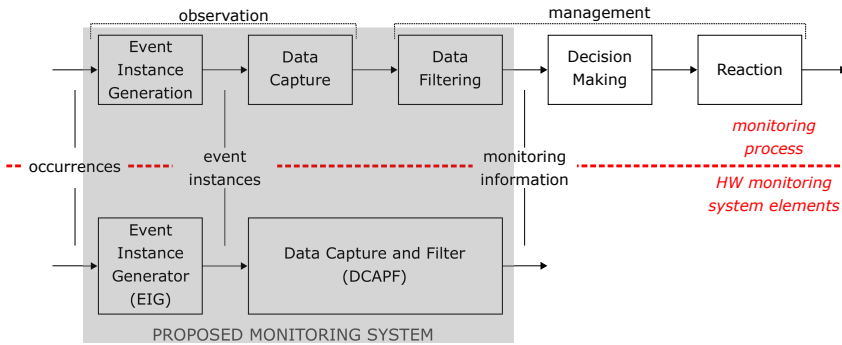 observation
management
Event
Instance
Generation
Data
Capture
Data
Filtering
Decision
Making
Reaction
monitoring
process
occurrences
event
instances
monitoring
information
HW monitoring
system elements
Event
Instance
Generator
(EIG)
Data Capture and Filter
(DCAPF)
PROPOSED MONITORING SYSTEM